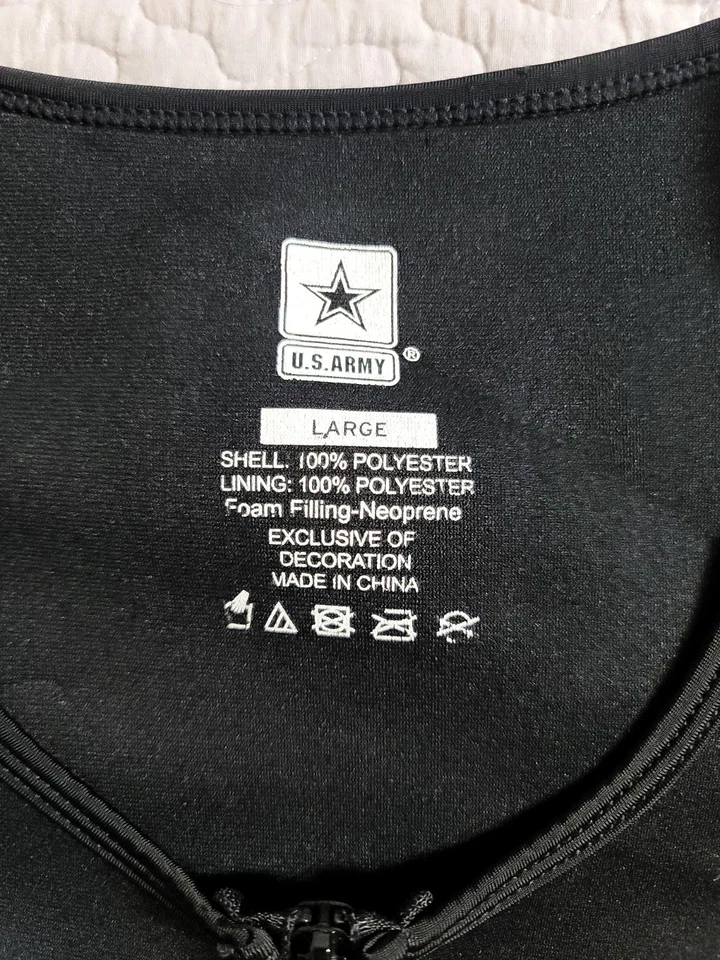 U.S.ARMY ®
LARGE
SHELL: 100% POLYESTER
LINING: 100% POLYESTER
Foam Filling-Neoprene
EXCLUSIVE OF
DECORATION
MADE IN CHINA